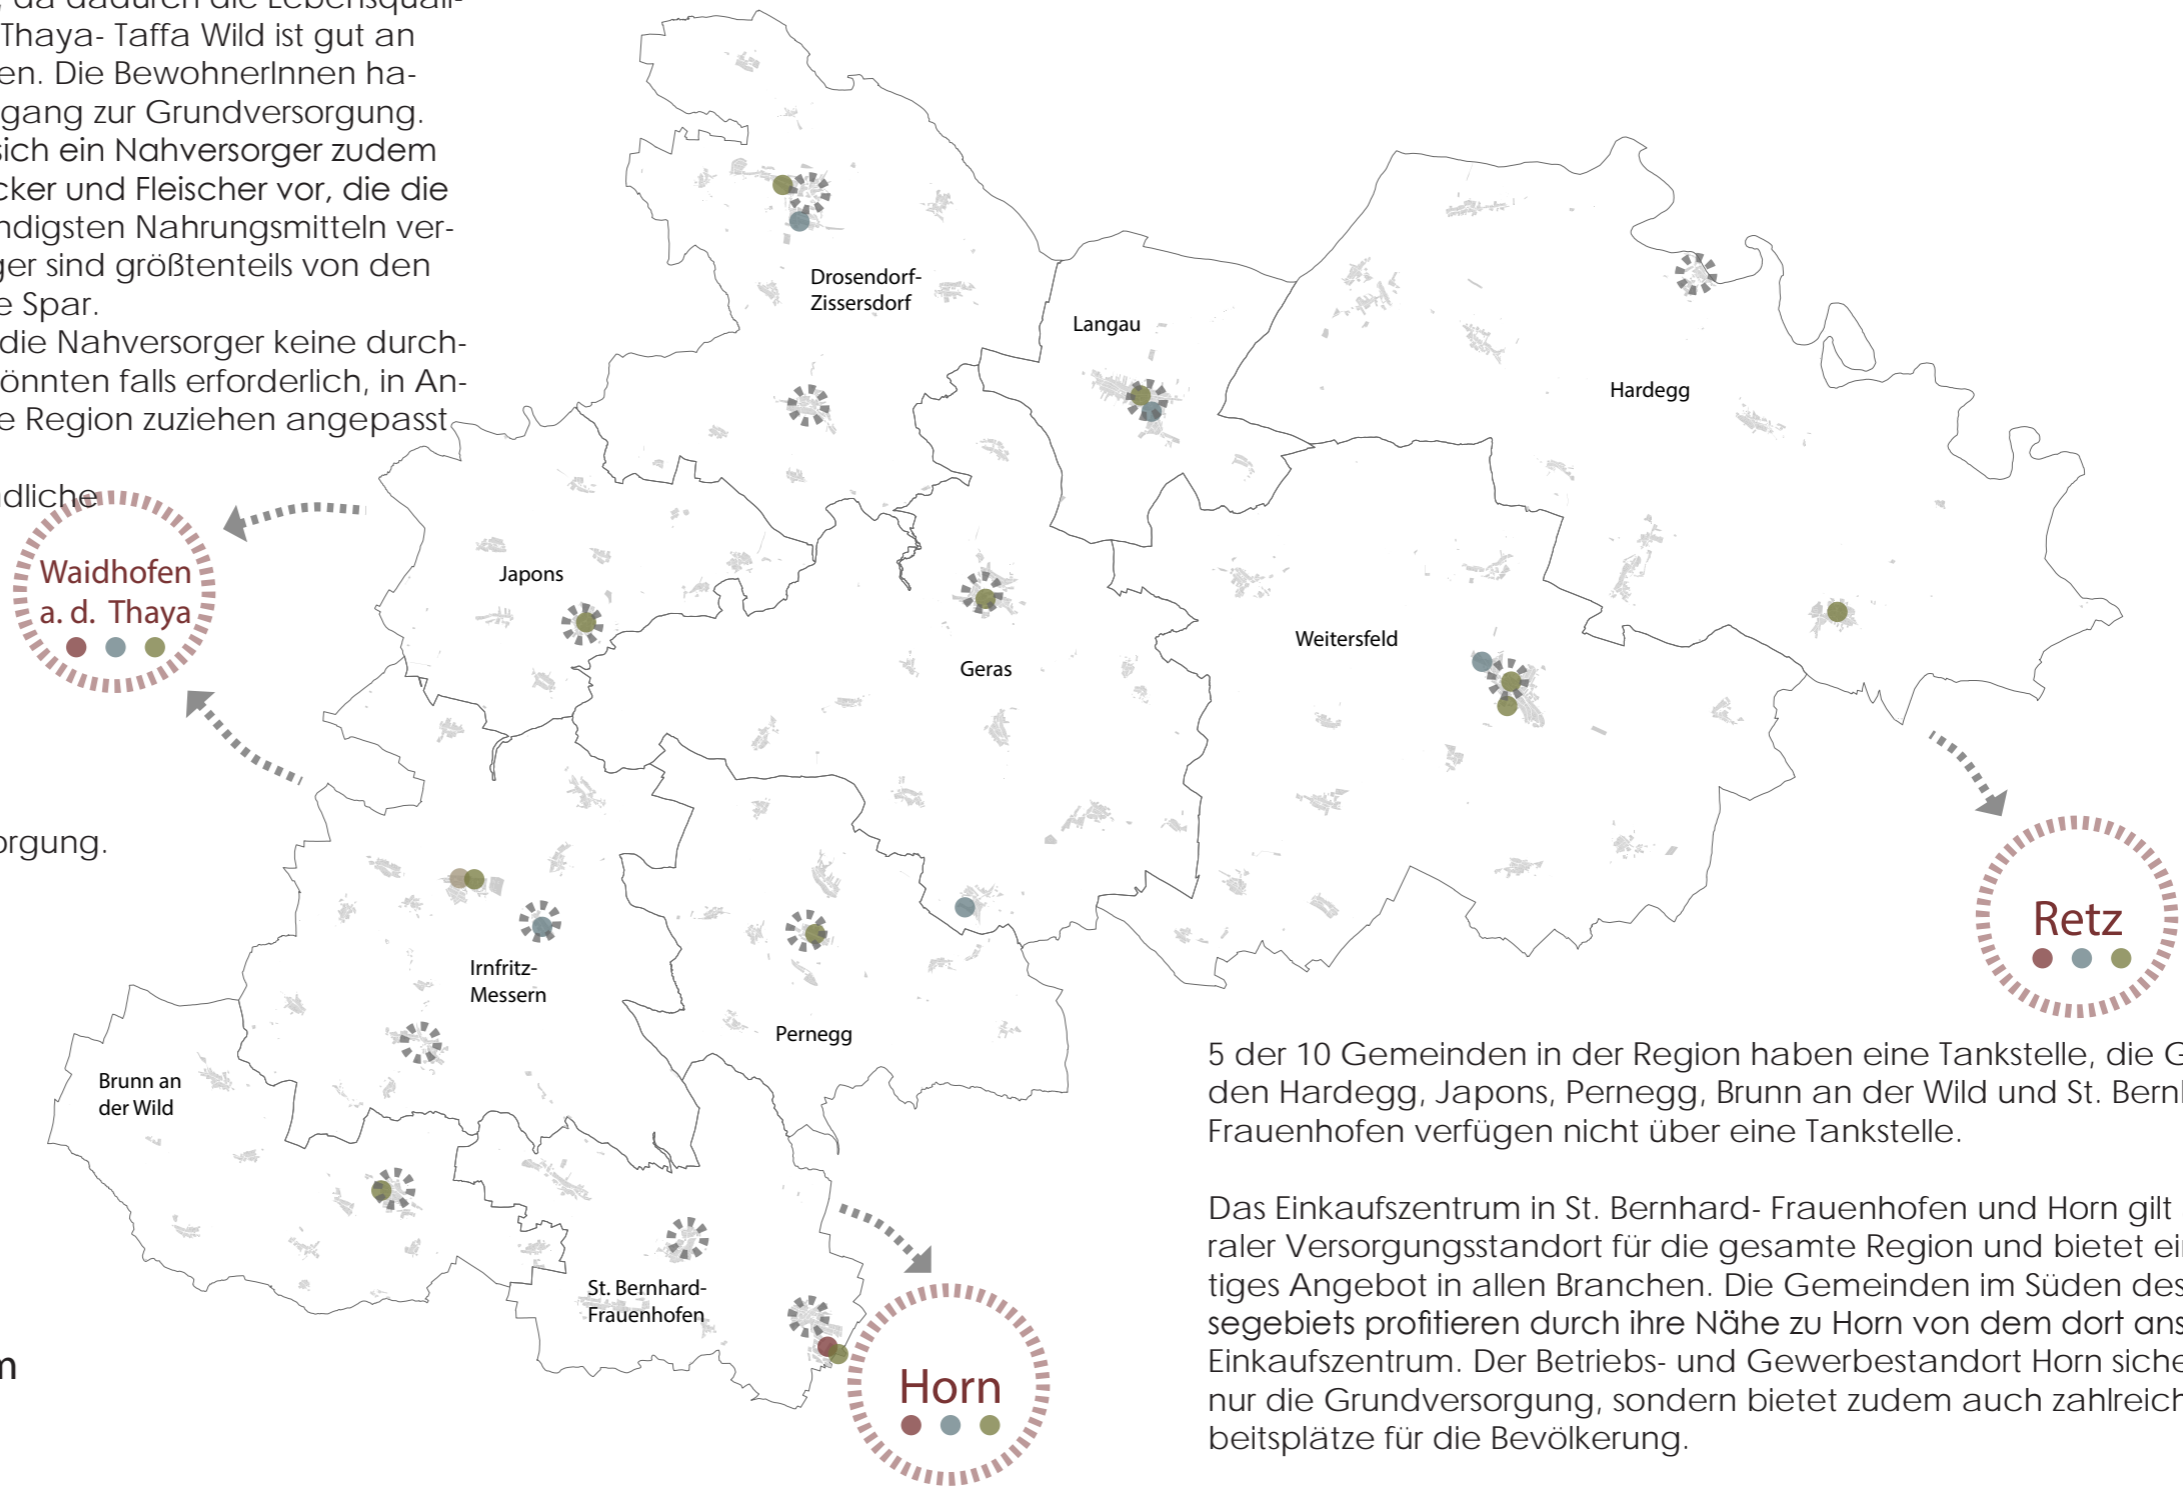 , da dadurch die Lebensquali-
Thaya- Taffa Wild ist gut an
en. Die BewohnerInnen ha-
gang zur Grundversorgung.
sich ein Nahversorger zudem
cker und Fleischer vor, die die
ndigsten Nahrungsmitteln ver-
ger sind größtenteils von den
e Spar.
die Nahversorger keine durch-
önnten falls erforderlich, in An-
e Region zuziehen angepasst
dliche
Waidhofen
a. d. Thaya
orgung.
m
Drosendorf-
Zissersdorf
Langau
Hardegg
Japons
Geras
Weitersfeld
Irnfritz-
Messern
Pernegg
Brunn an
der Wild
St. Bernhard-
Frauenhofen
Horn
Retz
5 der 10 Gemeinden in der Region haben eine Tankstelle, die G
den Hardegg, Japons, Pernegg, Brunn an der Wild und St. Bernh
Frauenhofen verfügen nicht über eine Tankstelle.
Das Einkaufszentrum in St. Bernhard- Frauenhofen und Horn gilt
raler Versorgungsstandort für die gesamte Region und bietet ein
tiges Angebot in allen Branchen. Die Gemeinden im Süden des
segebiets profitieren durch ihre Nähe zu Horn von dem dort ans
Einkaufszentrum. Der Betriebs- und Gewerbestandort Horn siche
nur die Grundversorgung, sondern bietet zudem auch zahlreich
beitsplätze für die Bevölkerung.